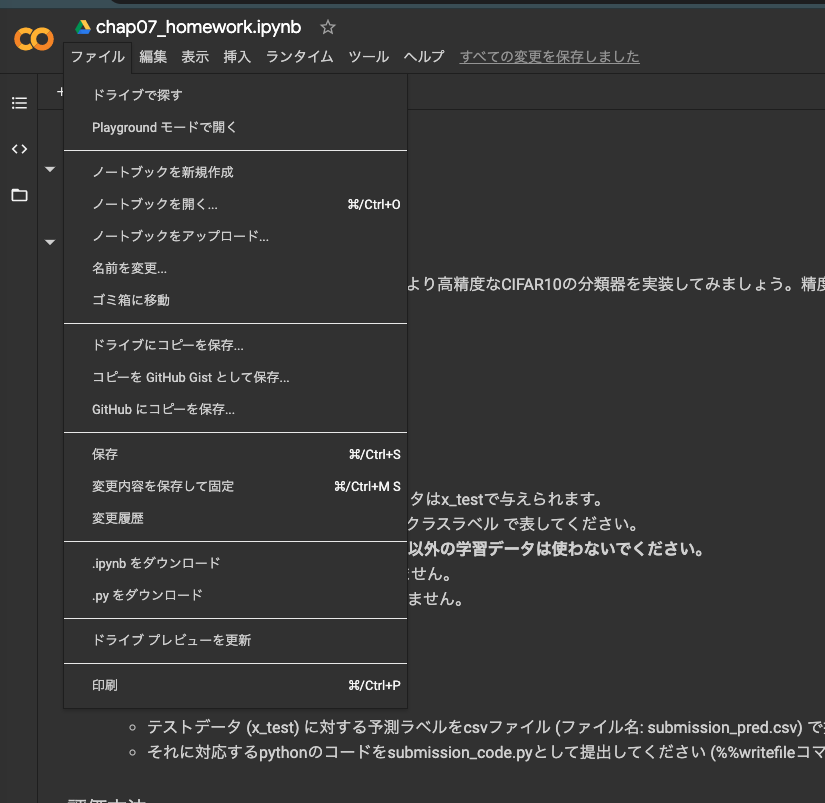 chap07_homework.ipynb
ファイル 編集 表示 挿入 ランタイム ツール ヘルプ すべての変更を保存しました
ドライブで探す
Playground モードで開く
ノートブックを新規作成
ノートブックを開く... ⌘/Ctrl+O
ノートブックをアップロード...
名前を変更...
より高精度なCIFAR10の分類器を実装してみましょう。精度
ゴミ箱に移動
ドライブにコピーを保存...
コピーを GitHub Gist として保存...
GitHub にコピーを保存...
保存 ⌘/Ctrl+S
変更内容を保存して固定 ⌘/Ctrl+M S
タはx_testで与えられます。
変更履歴
クラスラベル で表してください。
以外の学習データは使わないでください。
.ipynb をダウンロード
せん。
.py をダウンロード
ません。
ドライブ プレビューを更新
印刷 ⌘/Ctrl+P
テストデータ (x_test) に対する予測ラベルをcsvファイル (ファイル名: submission_pred.csv) で
それに対応するpythonのコードをsubmission_code.pyとして提出してください (%%writefileコマ